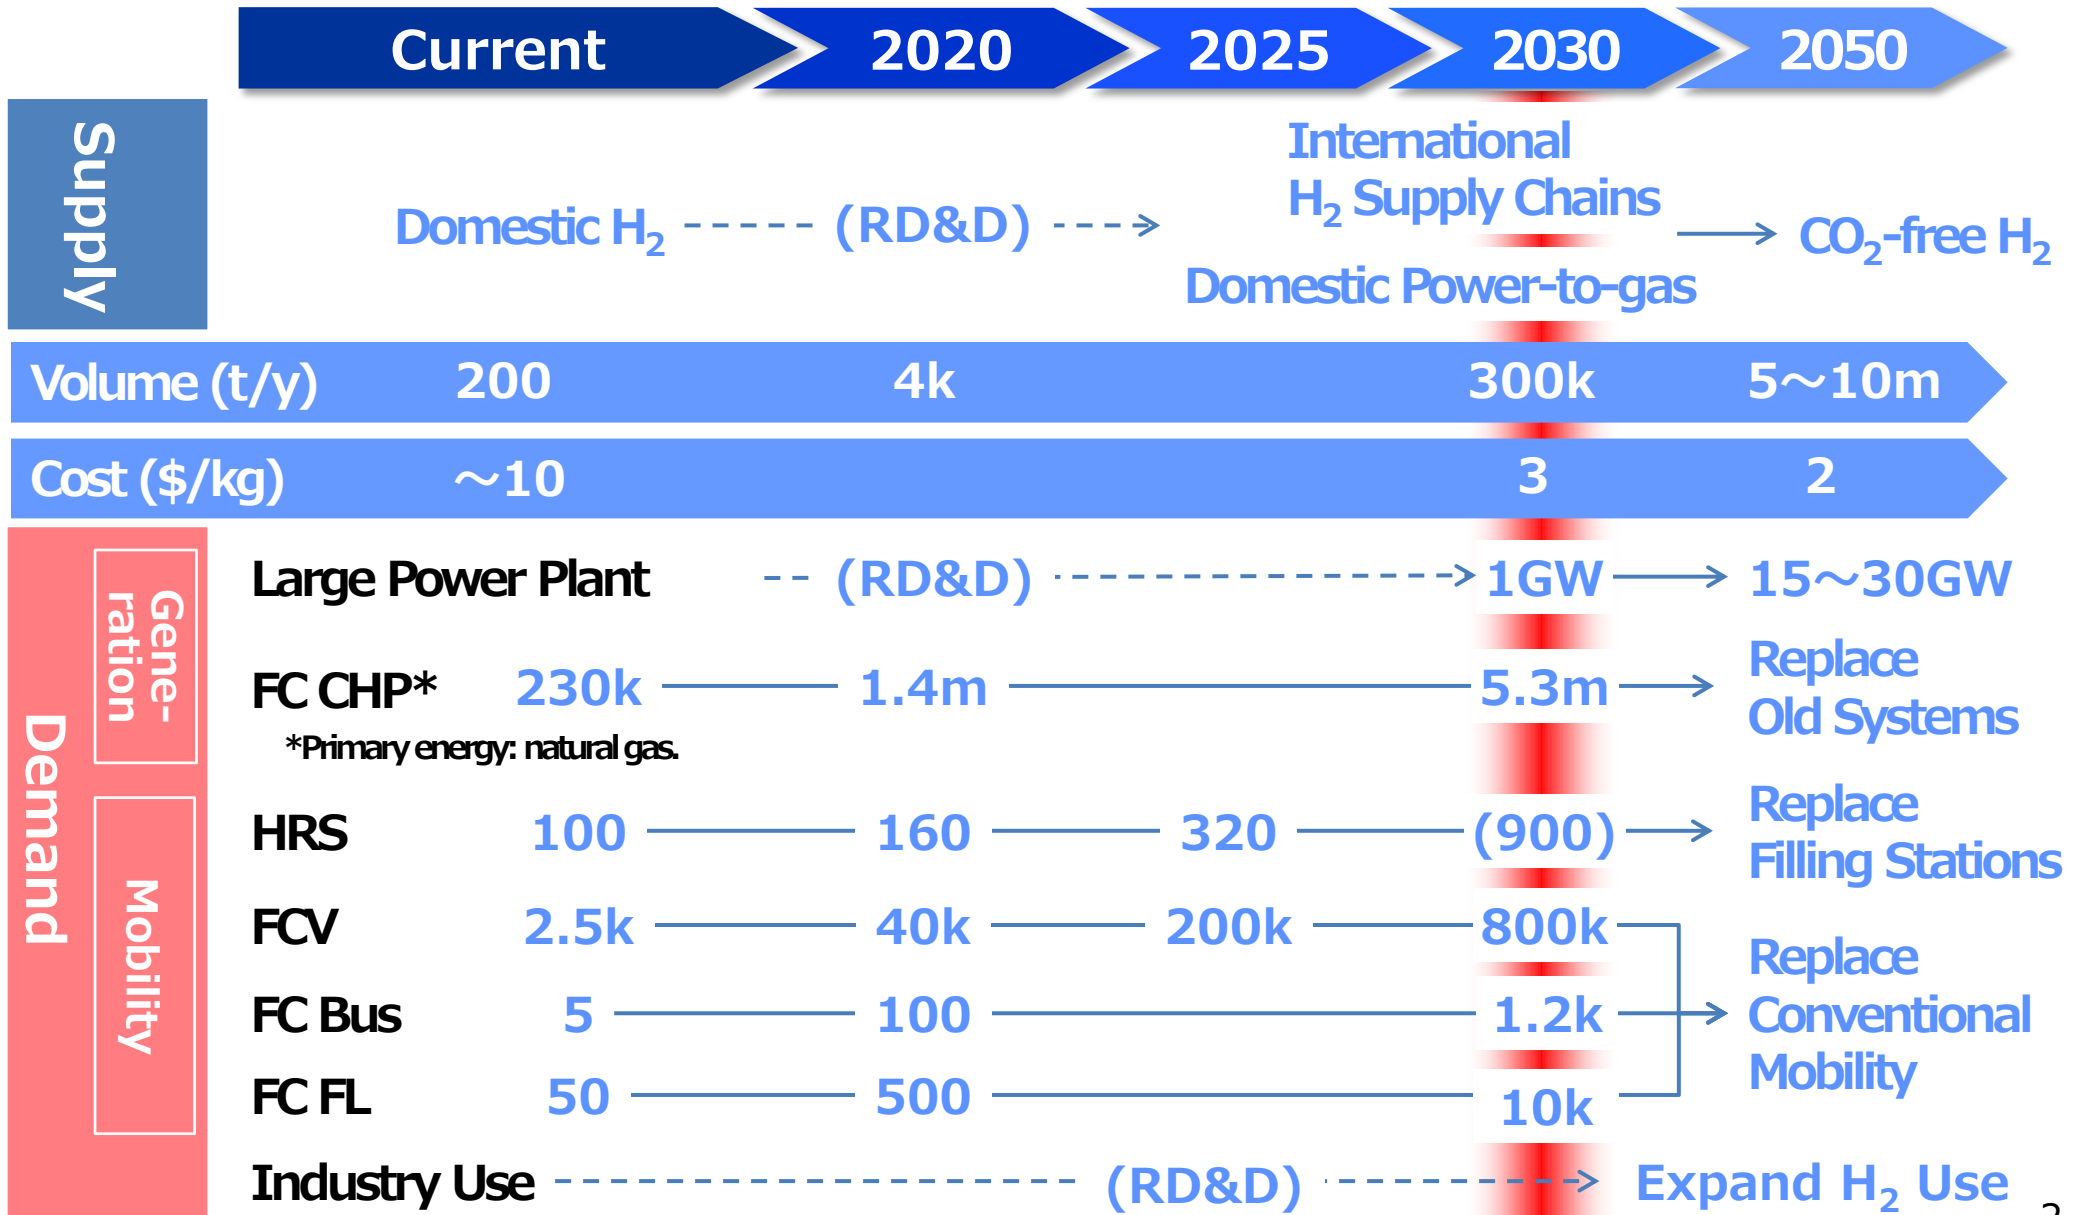 Current 2020 2025 2030 2050
Supply
International
H2 Supply Chains
Domestic H2 (RD&D)
CO2-free H2
Domestic Power-to-gas
Volume (t/y) 200 4k 300k 5～10m
Cost ($/kg) ～10 3 2
Demand
Gene-
ration
Large Power Plant (RD&D) 1GW 15～30GW
FC CHP* 230k 1.4m 5.3m
Replace
Old Systems
*Primary energy: natural gas.
Mobility
HRS 100 160 320 (900)
Replace
Filling Stations
FCV 2.5k 40k 200k 800k
FC Bus 5 100 1.2k
FC FL 50 500 10k
Replace
Conventional
Mobility
Industry Use (RD&D) Expand H2 Use